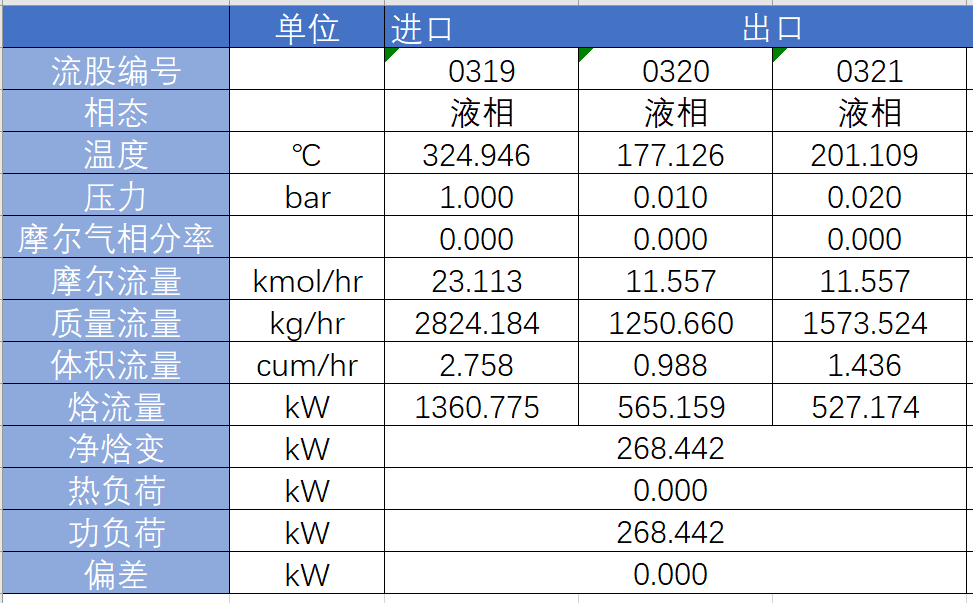 单位 进口 出口
流股编号 0319 0320 0321
相态 液相 液相 液相
温度 ℃ 324.946 177.126 201.109
压力 bar 1.000 0.010 0.020
摩尔气相分率 0.000 0.000 0.000
摩尔流量 kmol/hr 23.113 11.557 11.557
质量流量 kg/hr 2824.184 1250.660 1573.524
体积流量 cum/hr 2.758 0.988 1.436
焓流量 kW 1360.775 565.159 527.174
净焓变 kW 268.442
热负荷 kW 0.000
功负荷 kW 268.442
偏差 kW 0.000